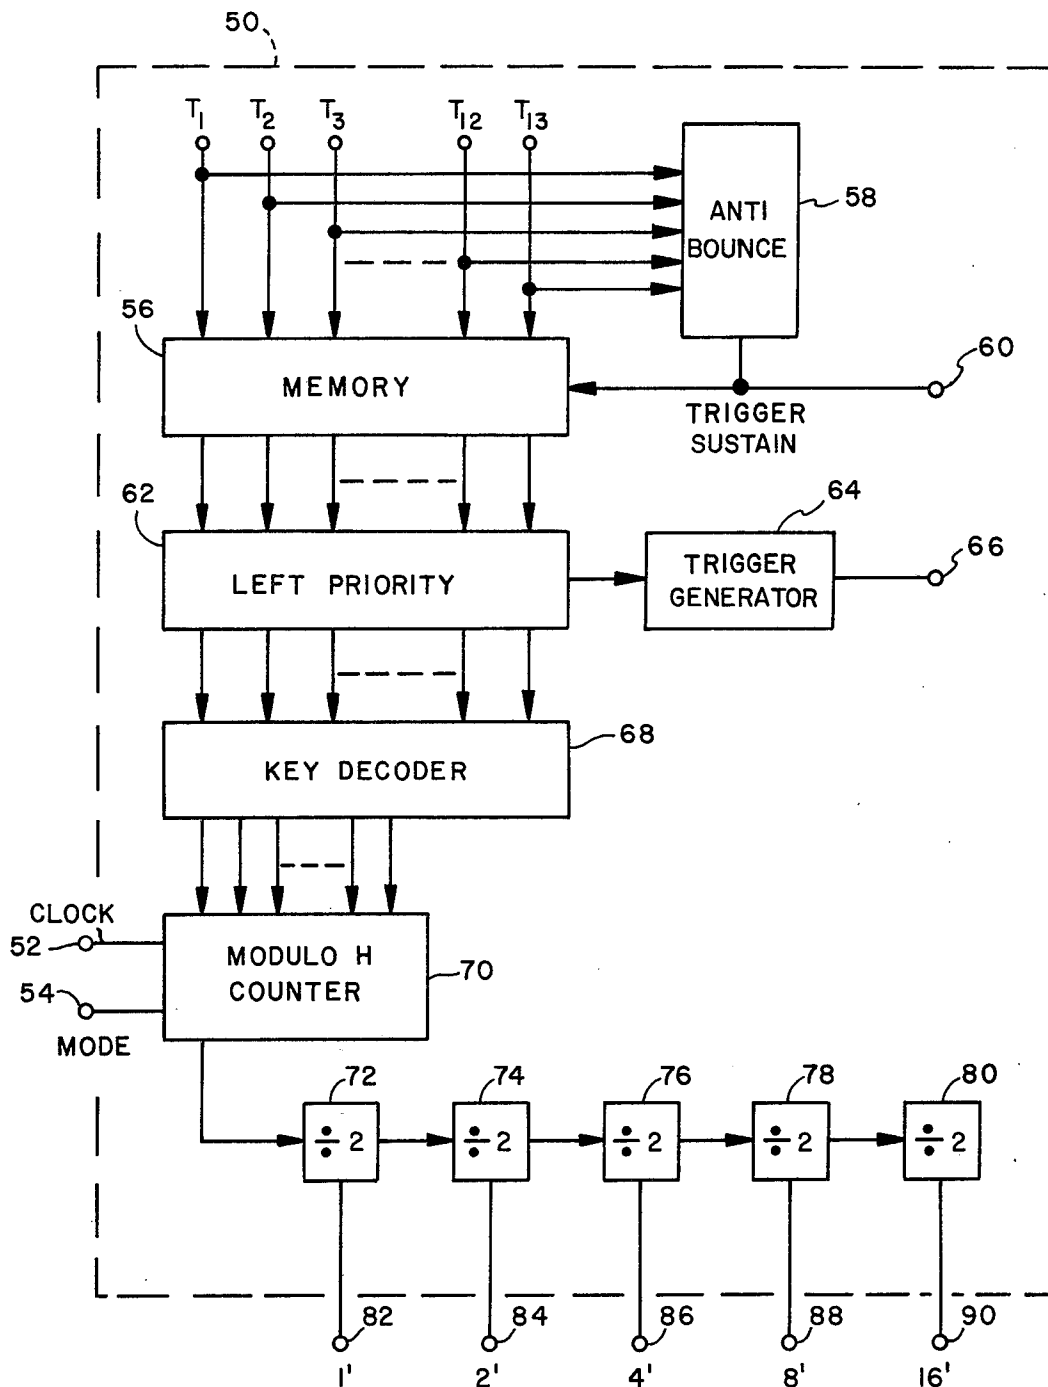 50
T1 T2 T3 T12 T13
ANTI
BOUNCE
58
56
MEMORY
60
TRIGGER
SUSTAIN
62
LEFT PRIORITY
64
TRIGGER
GENERATOR
66
68
KEY DECODER
CLOCK
52
54
MODE
MODULO H
COUNTER
70
72 74 76 78 80
÷ 2 ÷ 2 ÷ 2 ÷ 2 ÷ 2
82 84 86 88 90
1' 2' 4' 8' 16'